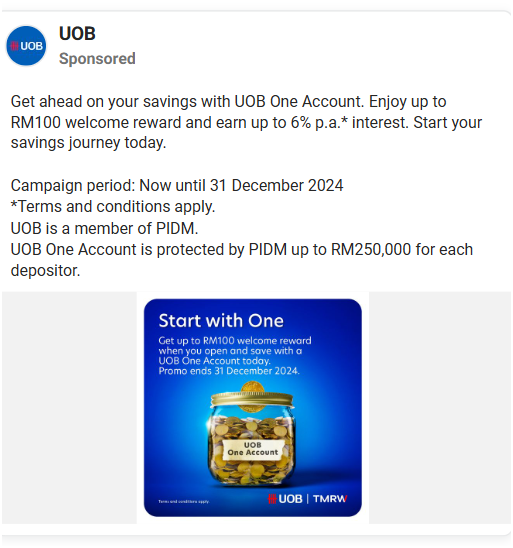 UOB
UOB
Sponsored
Get ahead on your savings with UOB One Account. Enjoy up to
RM100 welcome reward and earn up to 6% p.a.* interest. Start your
savings journey today.
Campaign period: Now until 31 December 2024
*Terms and conditions apply.
UOB is a member of PIDM.
UOB One Account is protected by PIDM up to RM250,000 for each
depositor.
Start with One
Get up to RM100 welcome reward
when you open and save with a
UOB One Account today.
Promo ends 31 December 2024.
UOB
One Account
Terms and conditions apply.
UOB | TMRW